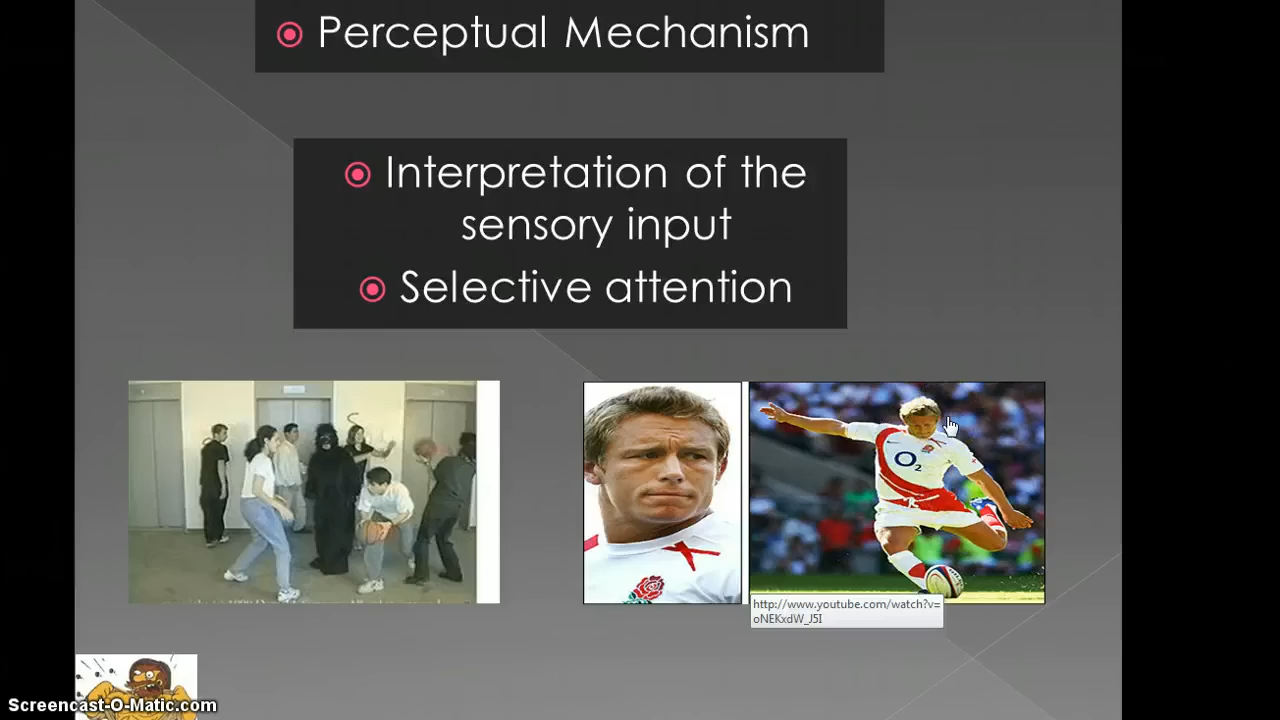 Perceptual Mechanism
Interpretation of the
sensory input
Selective attention
O2
http://www.youtube.com/watch?v=
oNEKxdW_J5I
Screencast-O-Matic.com